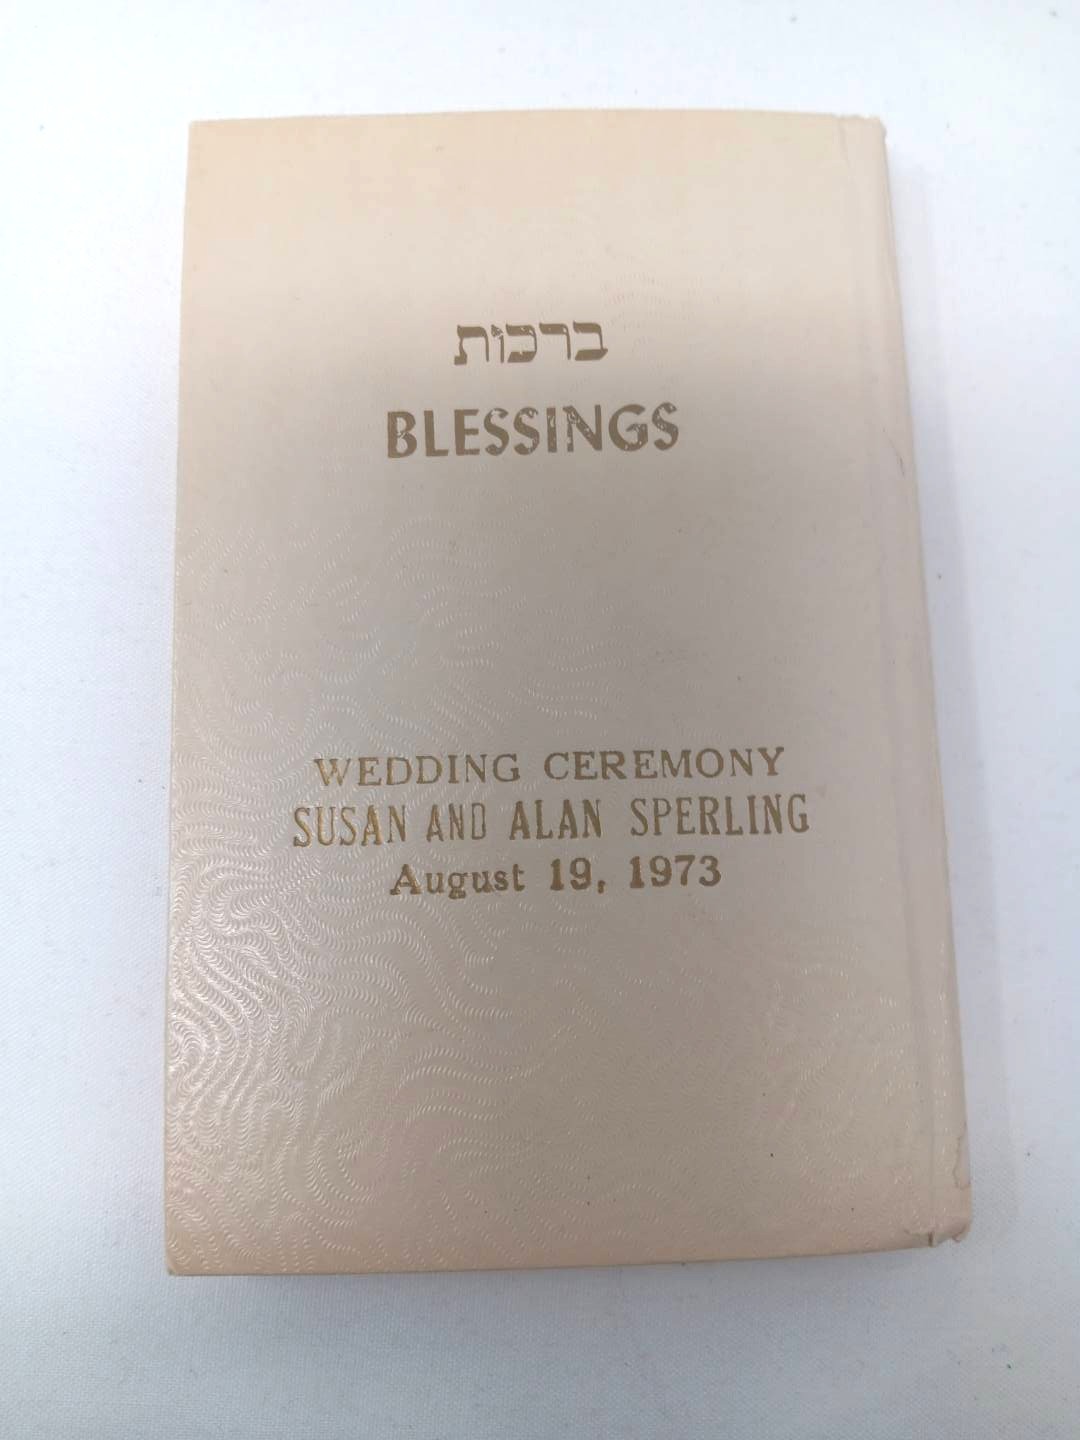 ברכות
BLESSINGS
WEDDING CEREMONY
SUSAN AND ALAN SPERLING
August 19, 1973